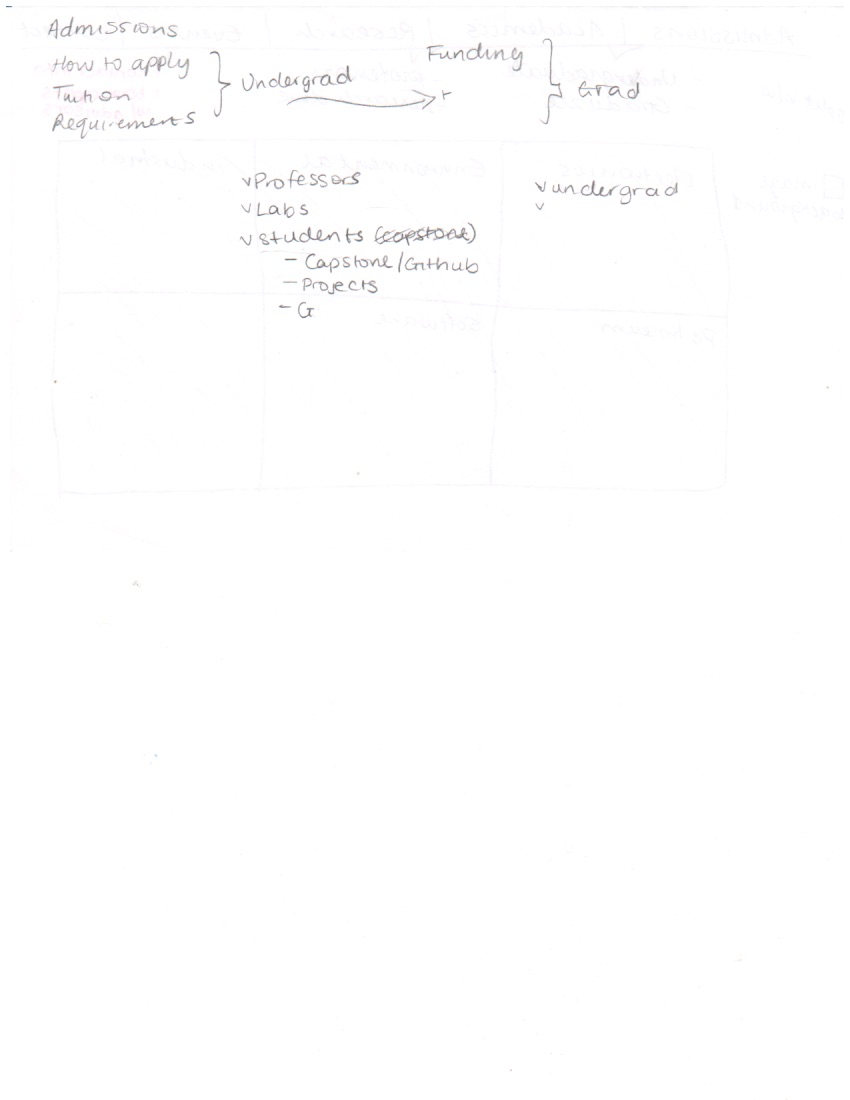 Admissions
How to apply
Tuition
Requirements
Undergrad
Funding
Grad
Professors
Labs
Students (capstone)
- Capstone/Github
- Projects
- G
undergrad